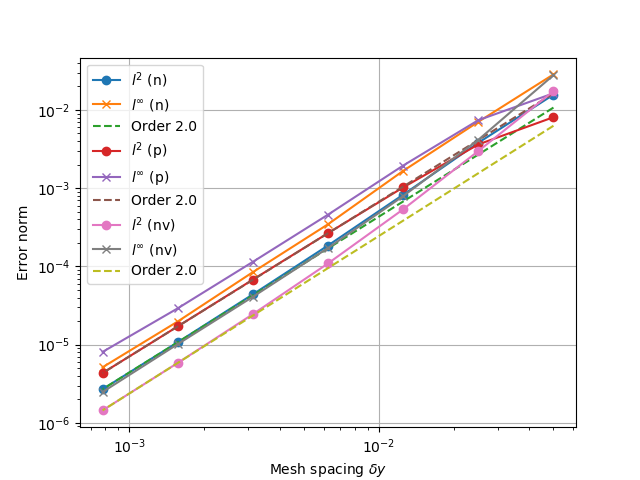 l² (n)
l∞ (n)
Order 2.0
l² (p)
l∞ (p)
Order 2.0
l² (nv)
l∞ (nv)
Order 2.0
Error norm
10⁻²
10⁻³
10⁻⁴
10⁻⁵
10⁻⁶
10⁻³ 10⁻²
Mesh spacing δy